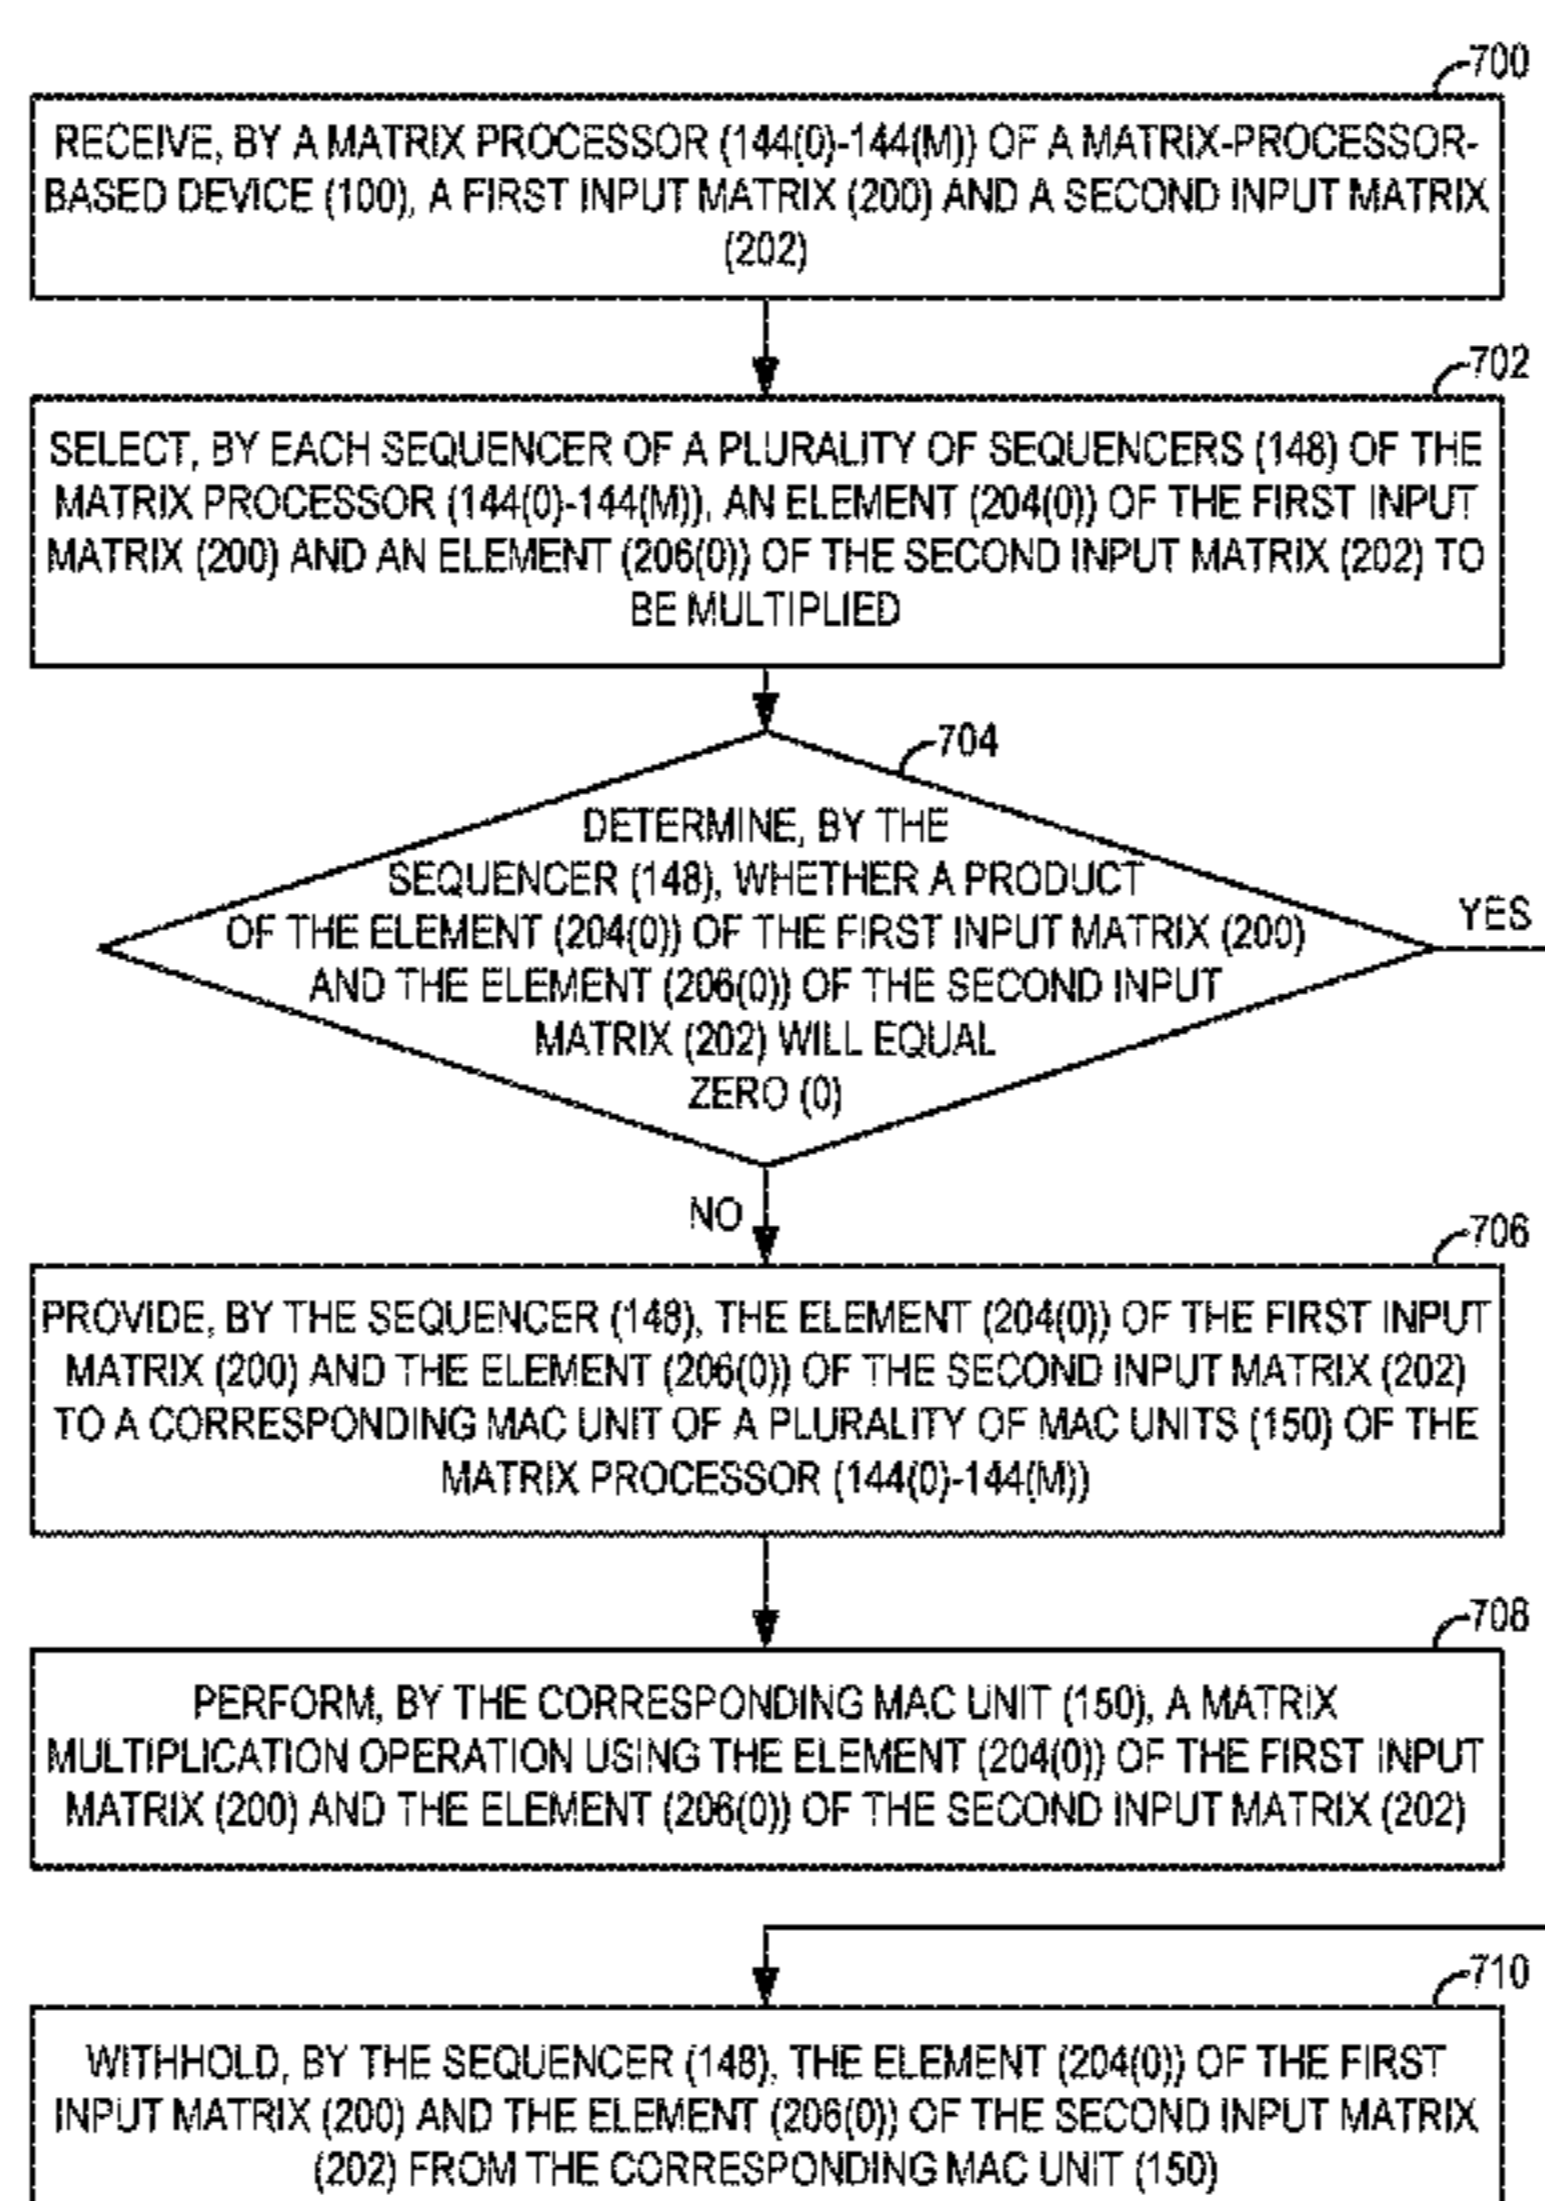 700
RECEIVE, BY A MATRIX PROCESSOR (144(0)-144(M)) OF A MATRIX-PROCESSOR-
BASED DEVICE (100), A FIRST INPUT MATRIX (200) AND A SECOND INPUT MATRIX
(202)
702
SELECT, BY EACH SEQUENCER OF A PLURALITY OF SEQUENCERS (148) OF THE
MATRIX PROCESSOR (144(0)-144(M)), AN ELEMENT (204(0)) OF THE FIRST INPUT
MATRIX (200) AND AN ELEMENT (206(0)) OF THE SECOND INPUT MATRIX (202) TO
BE MULTIPLIED
704
DETERMINE, BY THE
SEQUENCER (148), WHETHER A PRODUCT
OF THE ELEMENT (204(0)) OF THE FIRST INPUT MATRIX (200)
AND THE ELEMENT (206(0)) OF THE SECOND INPUT
MATRIX (202) WILL EQUAL
ZERO (0)
YES
NO
706
PROVIDE, BY THE SEQUENCER (148), THE ELEMENT (204(0)) OF THE FIRST INPUT
MATRIX (200) AND THE ELEMENT (206(0)) OF THE SECOND INPUT MATRIX (202)
TO A CORRESPONDING MAC UNIT OF A PLURALITY OF MAC UNITS (150) OF THE
MATRIX PROCESSOR (144(0)-144(M))
708
PERFORM, BY THE CORRESPONDING MAC UNIT (150), A MATRIX
MULTIPLICATION OPERATION USING THE ELEMENT (204(0)) OF THE FIRST INPUT
MATRIX (200) AND THE ELEMENT (206(0)) OF THE SECOND INPUT MATRIX (202)
710
WITHHOLD, BY THE SEQUENCER (148), THE ELEMENT (204(0)) OF THE FIRST
INPUT MATRIX (200) AND THE ELEMENT (206(0)) OF THE SECOND INPUT MATRIX
(202) FROM THE CORRESPONDING MAC UNIT (150)